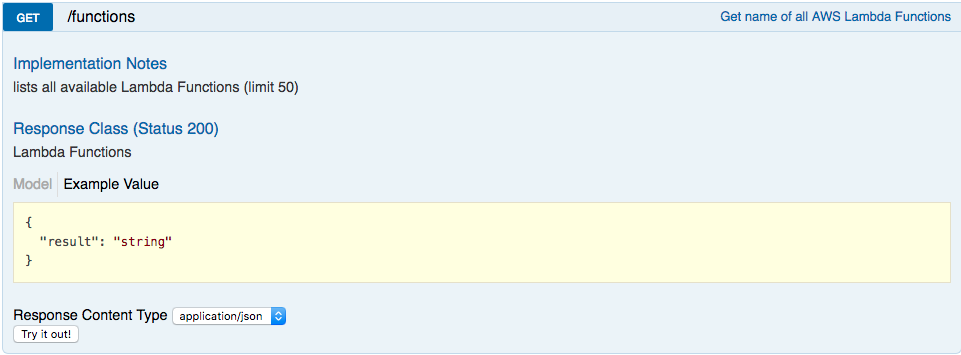 GET /functions Get name of all AWS Lambda Functions
Implementation Notes
lists all available Lambda Functions (limit 50)
Response Class (Status 200)
Lambda Functions
Model Example Value
{
"result": "string"
}
Response Content Type application/json
Try it out!